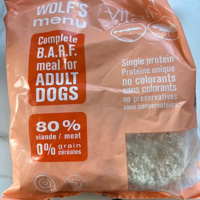 WOLF'S
menu
Complete
B.A.R.F.
meal for
ADULT
DOGS
Single protein
Protéine unique
no colorants
sans colorants
no preservatives
sans conservateurs
80%
viande / meat
0% grain
céréales